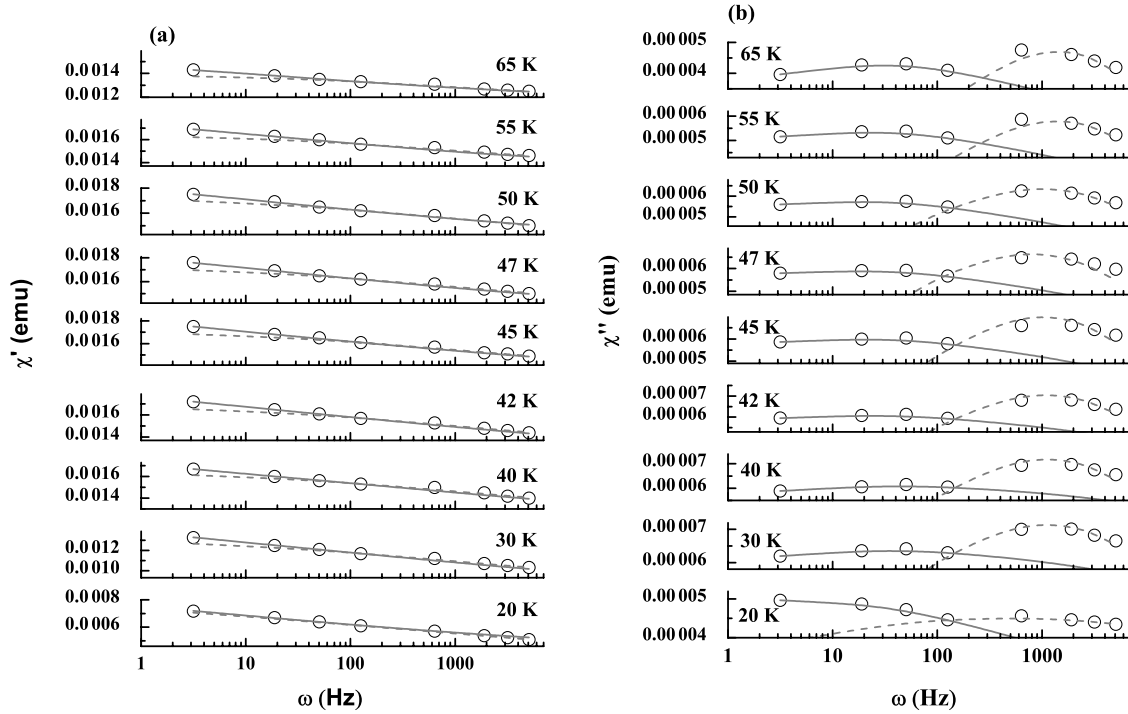 (a)
χ' (emu)
0.0014
0.0012
65 K
0.0016
0.0014
55 K
0.0018
0.0016
50 K
0.0018
0.0016
47 K
0.0018
0.0016
45 K
0.0016
0.0014
42 K
0.0016
0.0014
40 K
0.0012
0.0010
30 K
0.0008
0.0006
20 K
1 10 100 1000
ω (Hz)
(b)
χ'' (emu)
0.00005
0.00004
65 K
0.00006
0.00005
55 K
0.00006
0.00005
50 K
0.00006
0.00005
47 K
0.00006
0.00005
45 K
0.00007
0.00006
42 K
0.00007
0.00006
40 K
0.00007
0.00006
30 K
0.00005
0.00004
20 K
1 10 100 1000
ω (Hz)